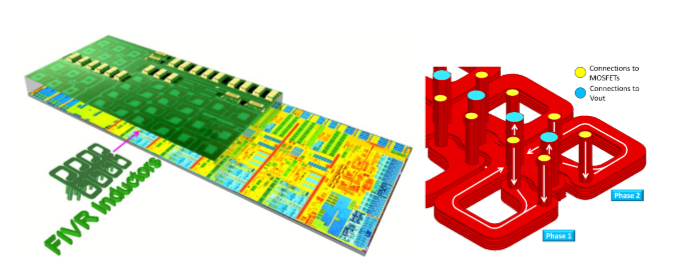 FIVR Inductors
Connections to
MOSFETs
Connections to
Vout
Phase 2
Phase 1